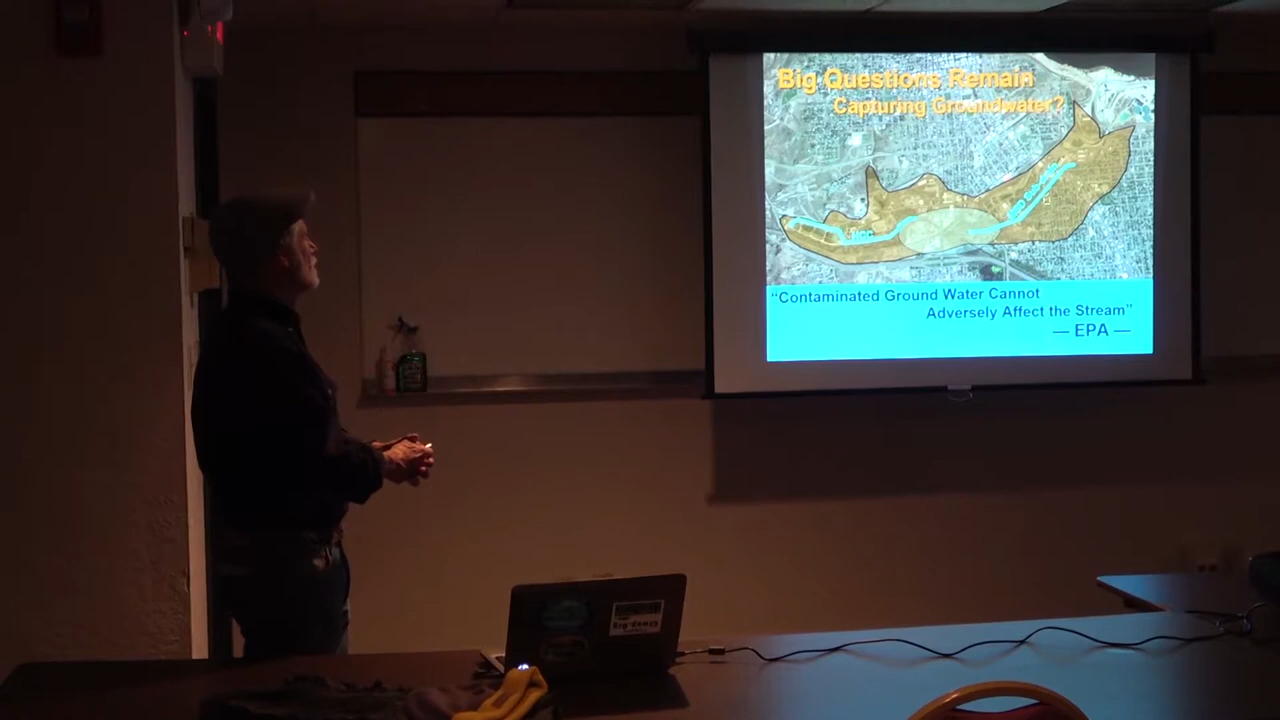 Big Questions Remain
Capturing Groundwater?
“Contaminated Ground Water Cannot
Adversely Affect the Stream”
— EPA —